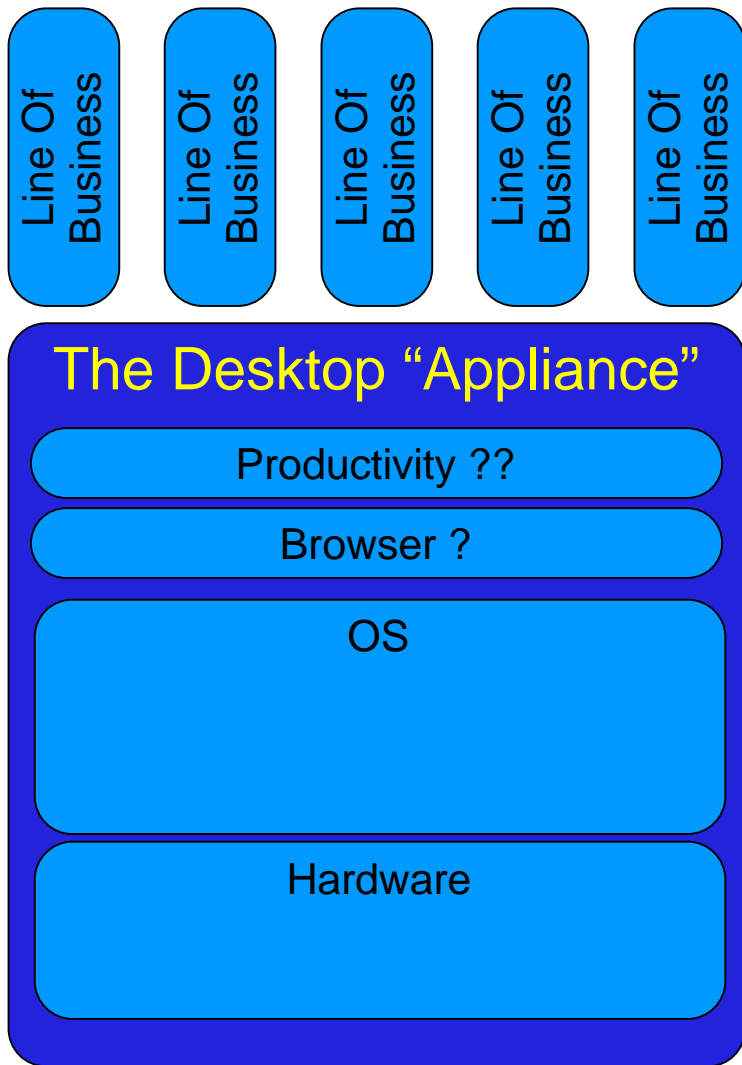 Line Of
Business
Line Of
Business
Line Of
Business
Line Of
Business
Line Of
Business
The Desktop “Appliance”
Productivity ??
Browser ?
OS
Hardware